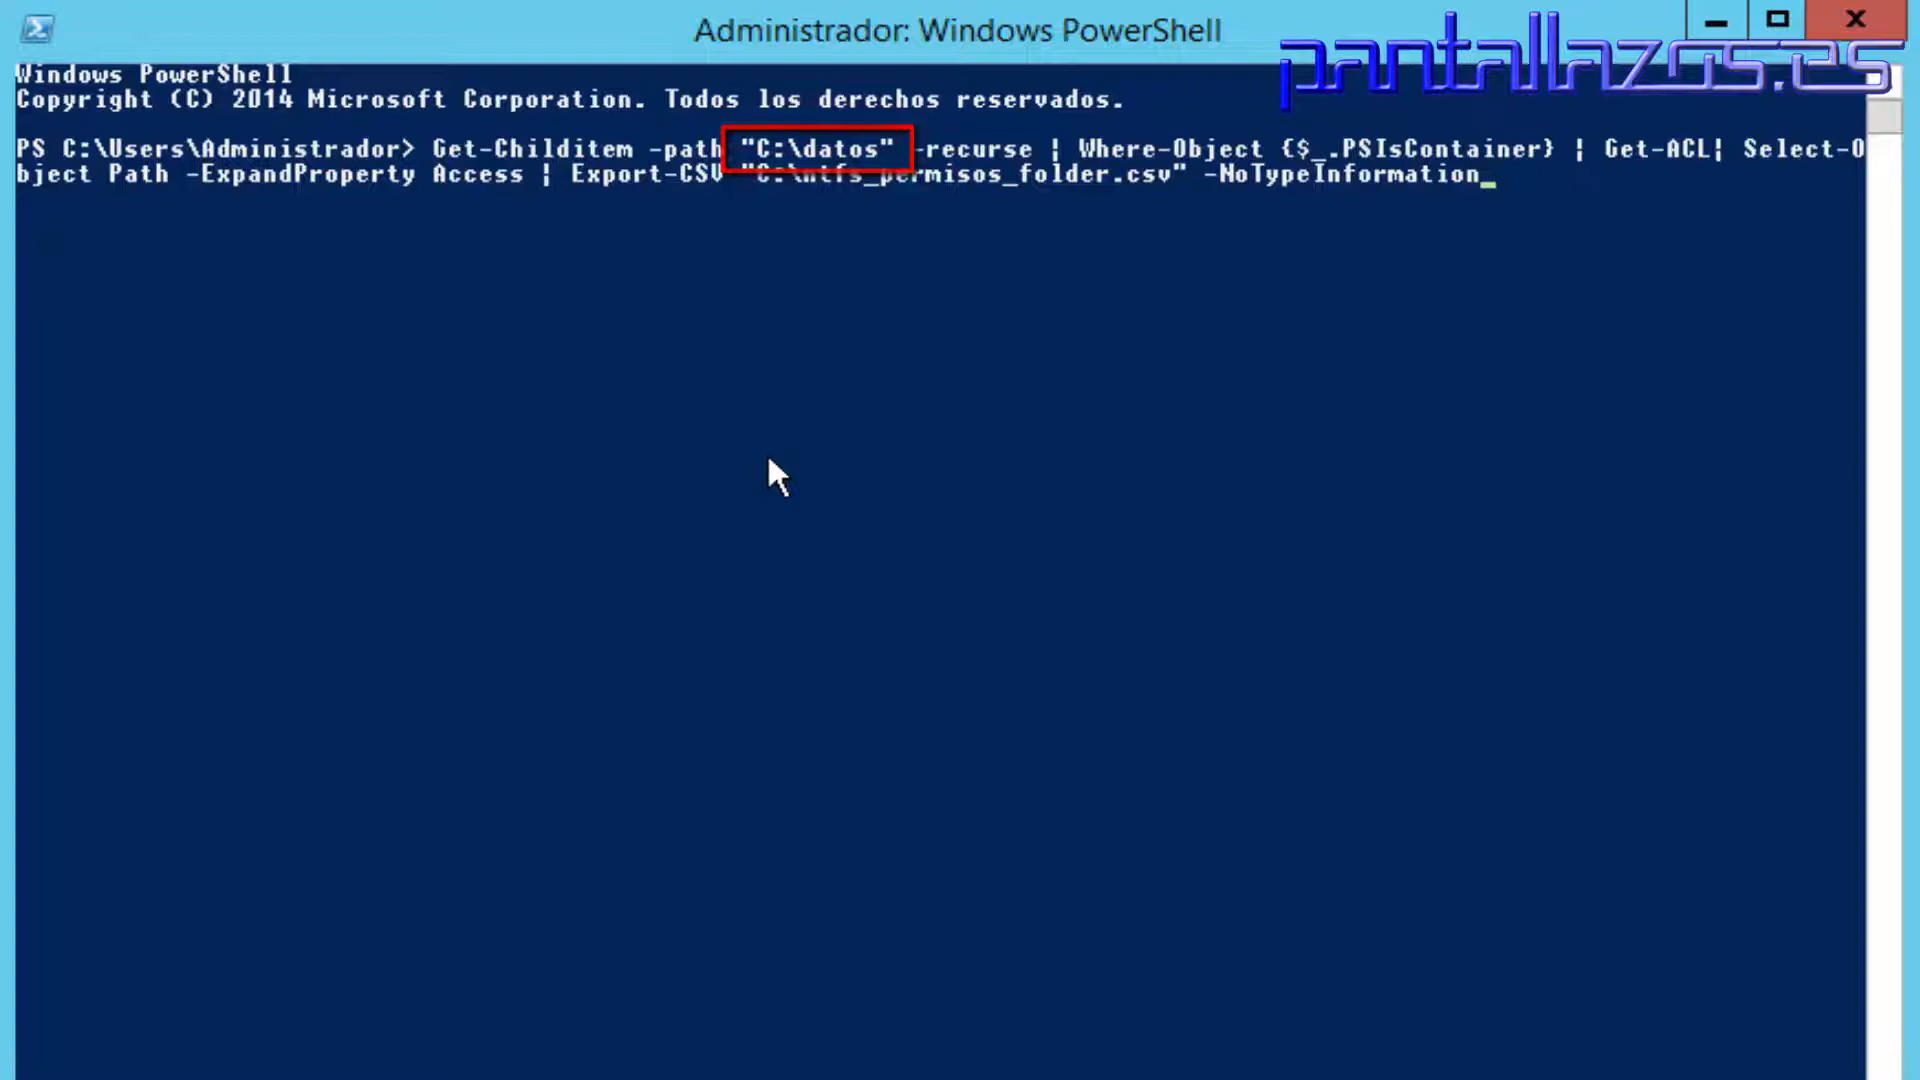 Administrador: Windows PowerShell
pantallazos.es
Windows PowerShell
Copyright (C) 2014 Microsoft Corporation. Todos los derechos reservados.
PS C:\Users\Administrador> Get-Childitem -path "C:\datos" -recurse | Where-Object {$_.PSIsContainer} | Get-ACL| Select-O
bject Path -ExpandProperty Access | Export-CSV "C:\ntfs_permisos_folder.csv" -NoTypeInformation_